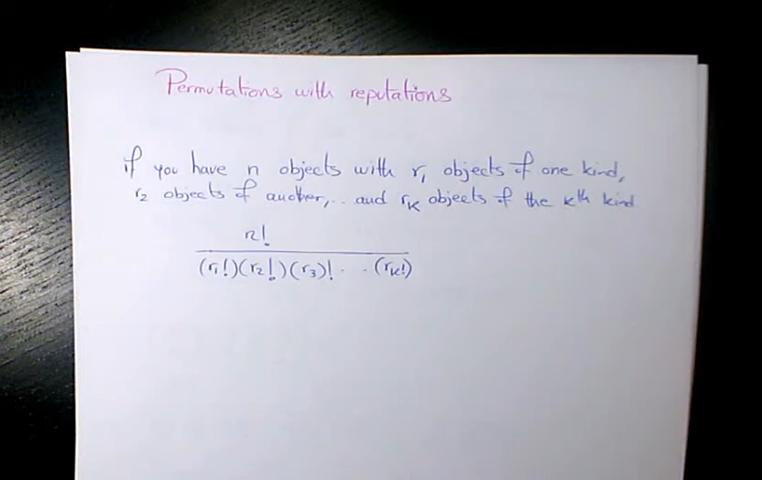 Permutations with reputations
if you have n objects with r₁ objects of one kind,
r₂ objects of another, .. and rₖ objects of the kth kind
n!
(r₁!)(r₂!)(r₃)! . . (rₖ!)